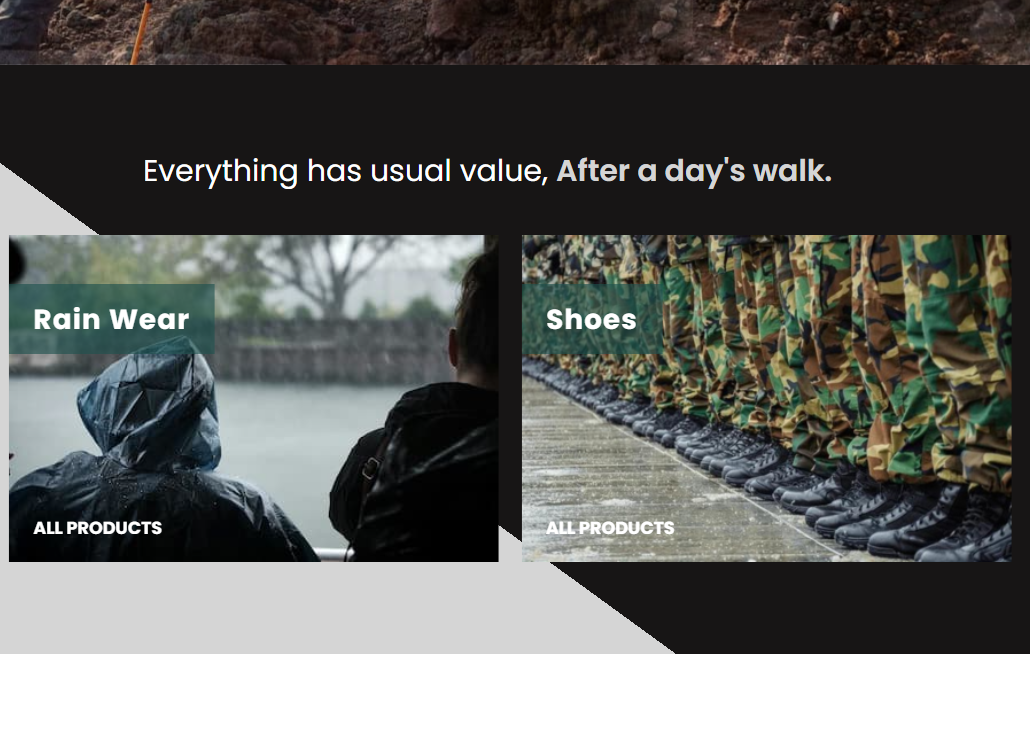 Everything has usual value, After a day's walk.
Rain Wear
Shoes
ALL PRODUCTS
ALL PRODUCTS